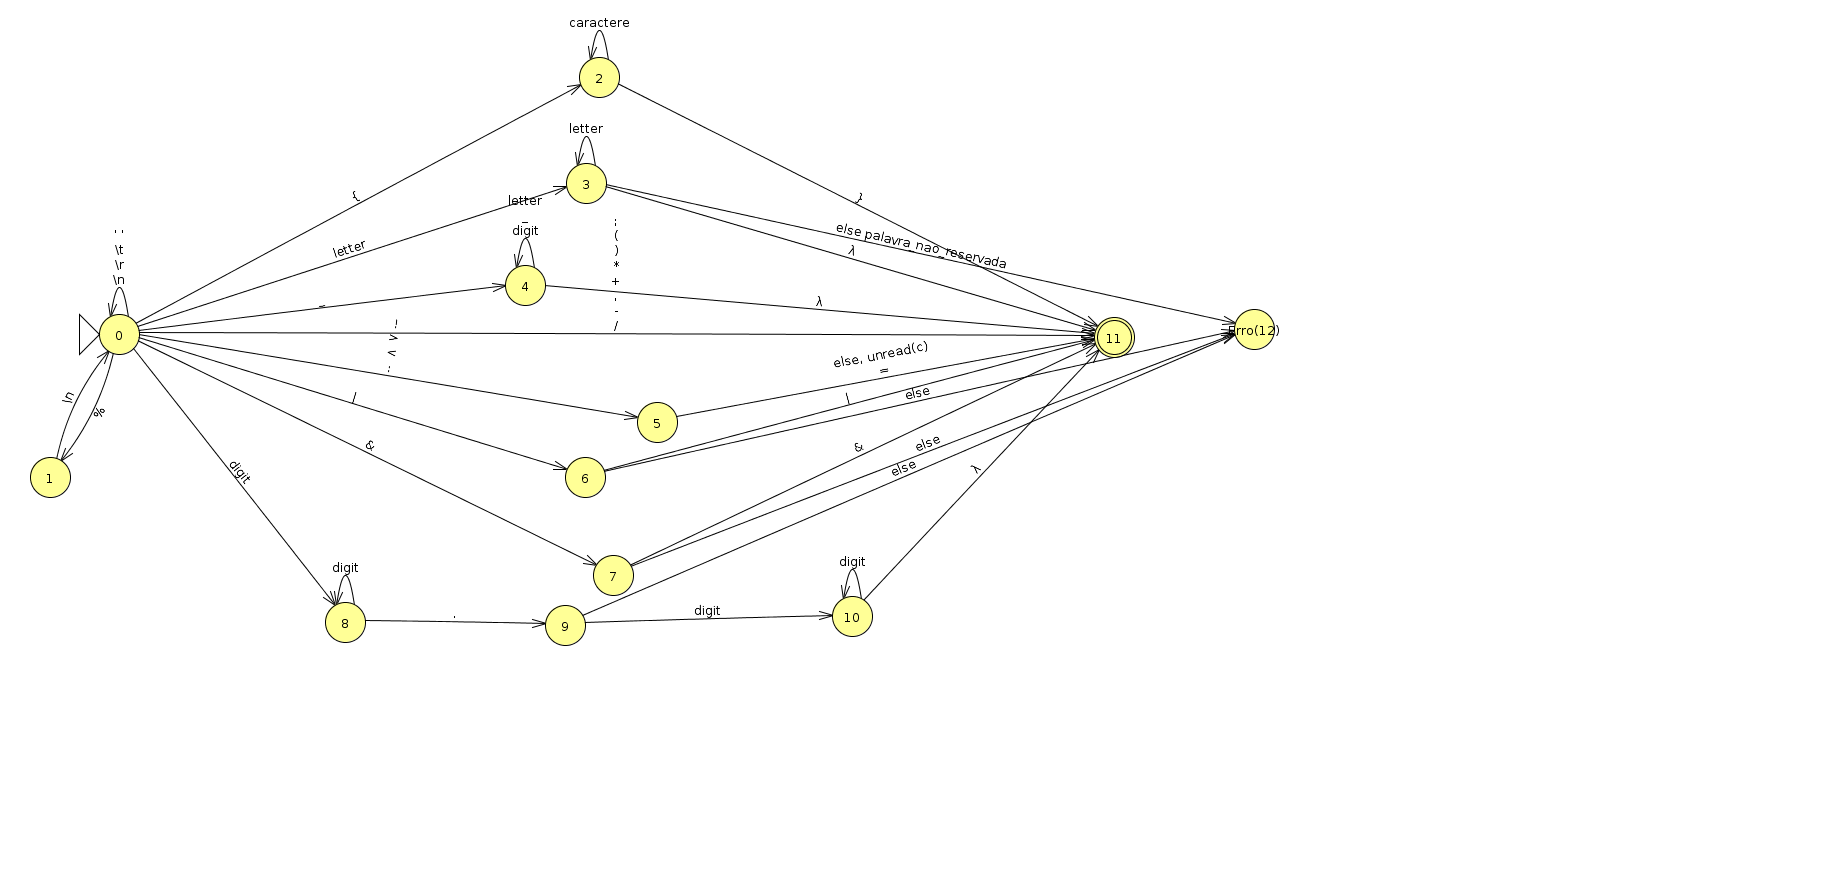 caractere
2
letter
3
{
}
letter
_
digit
4
letter
' '
\t
\r
\n
;
(
)
*
+
,
-
/
else palavra_nao_reservada
λ
_
λ
0
11
Erro(12)
>
<
:
else, unread(c)
=
\n
%
|
|
else
5
&
&
else
else
digit
λ
1
6
7
digit
8
.
9
digit
digit
10